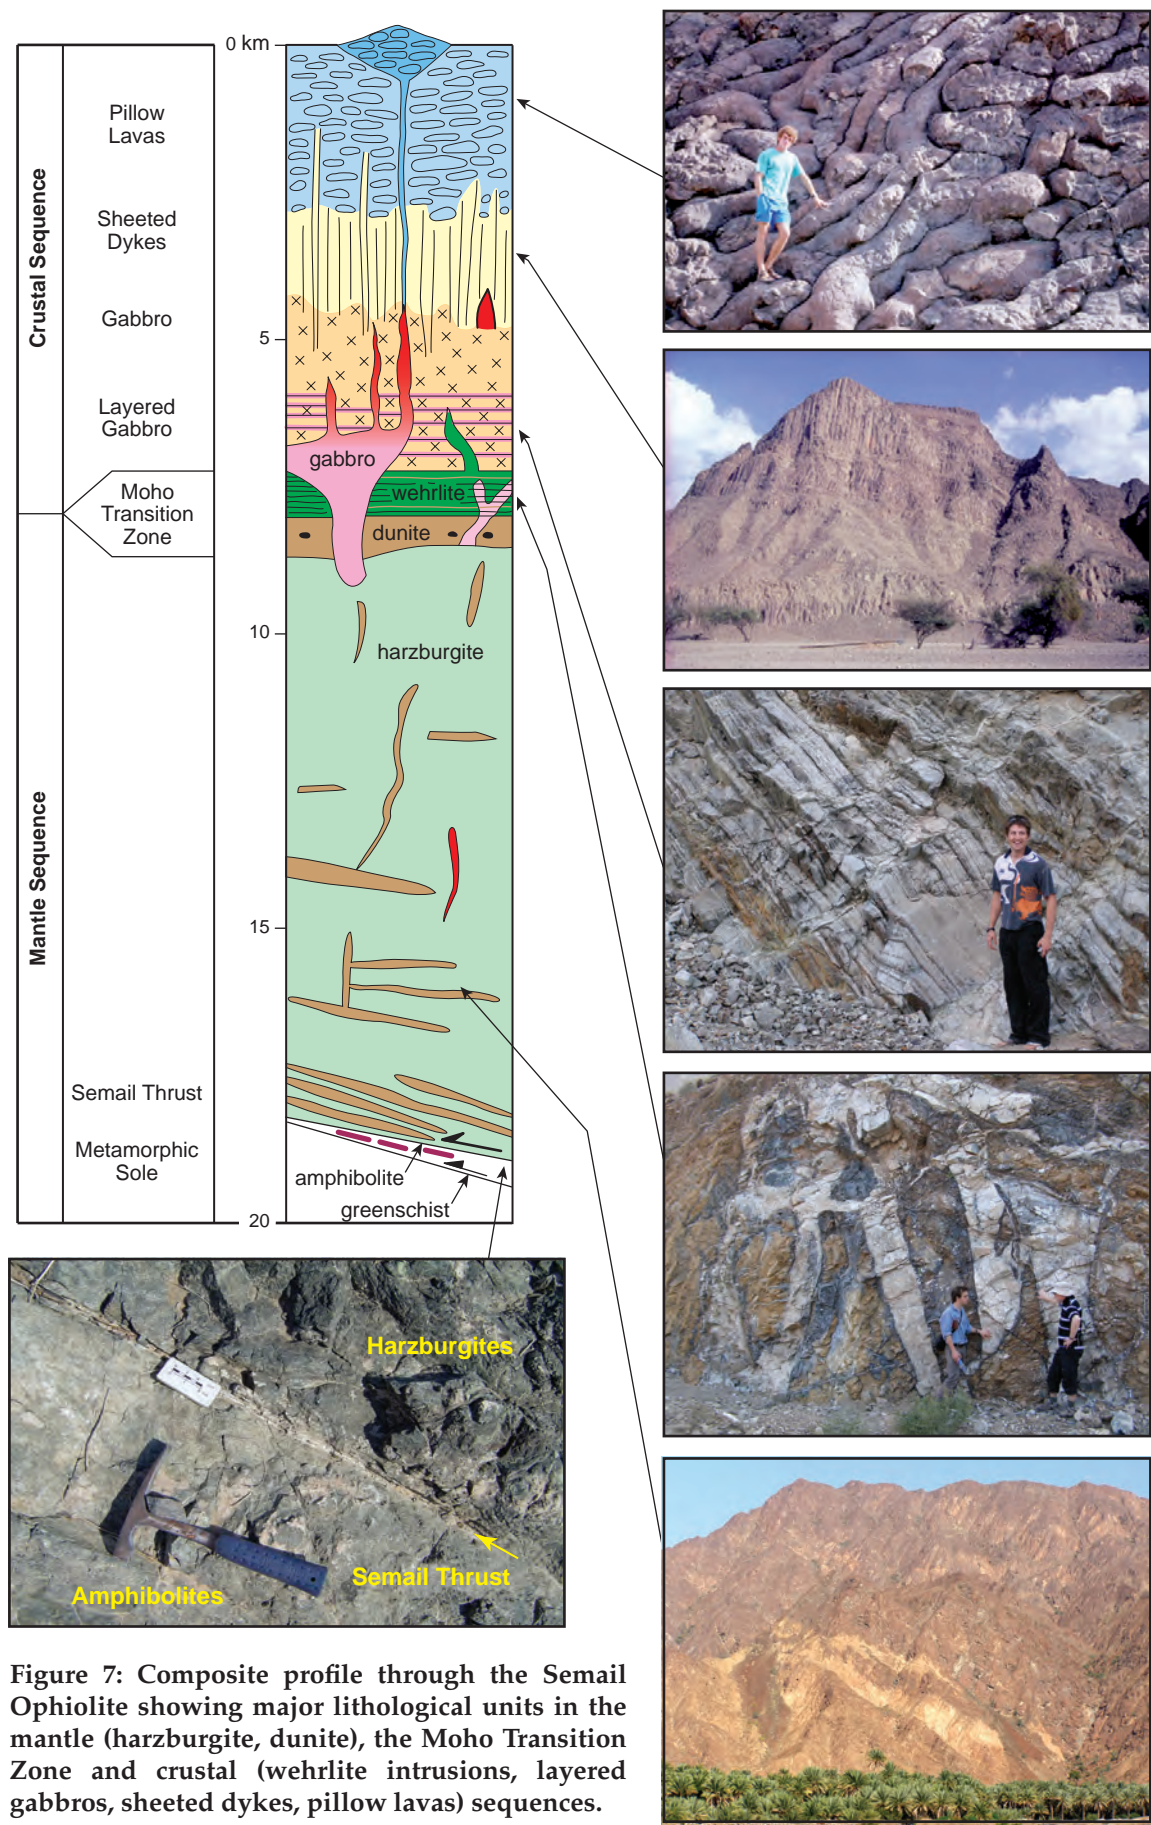 0 km
Crustal Sequence
Pillow
Lavas
Sheeted
Dykes
Gabbro
5
Layered
Gabbro
gabbro
Moho
Transition
Zone
wehrlite
dunite
Mantle Sequence
10
harzburgite
15
Semail Thrust
Metamorphic
Sole
amphibolite
greenschist
20
Harzburgites
Semail Thrust
Amphibolites
Figure 7: Composite profile through the Semail
Ophiolite showing major lithological units in the
mantle (harzburgite, dunite), the Moho Transition
Zone and crustal (wehrlite intrusions, layered
gabbros, sheeted dykes, pillow lavas) sequences.